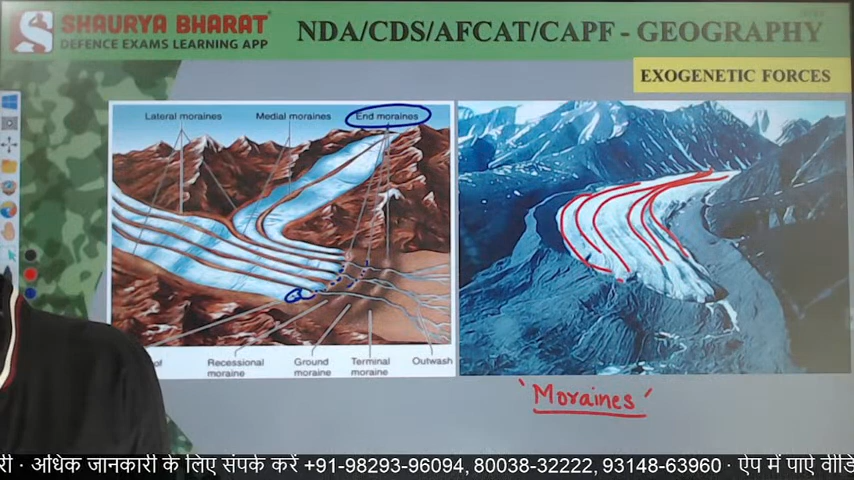 SHAURYA BHARAT
DEFENCE EXAMS LEARNING APP
NDA/CDS/AFCAT/CAPF - GEOGRAPHY
EXOGENETIC FORCES
Lateral moraines
Medial moraines
End moraines
of
Recessional
moraine
Ground
moraine
Terminal
moraine
Outwash
'Moraines'
री · अधिक जानकारी के लिए संपर्क करें +91-98293-96094, 80038-32222, 93148-63960 · ऐप में पाऐ वीडि